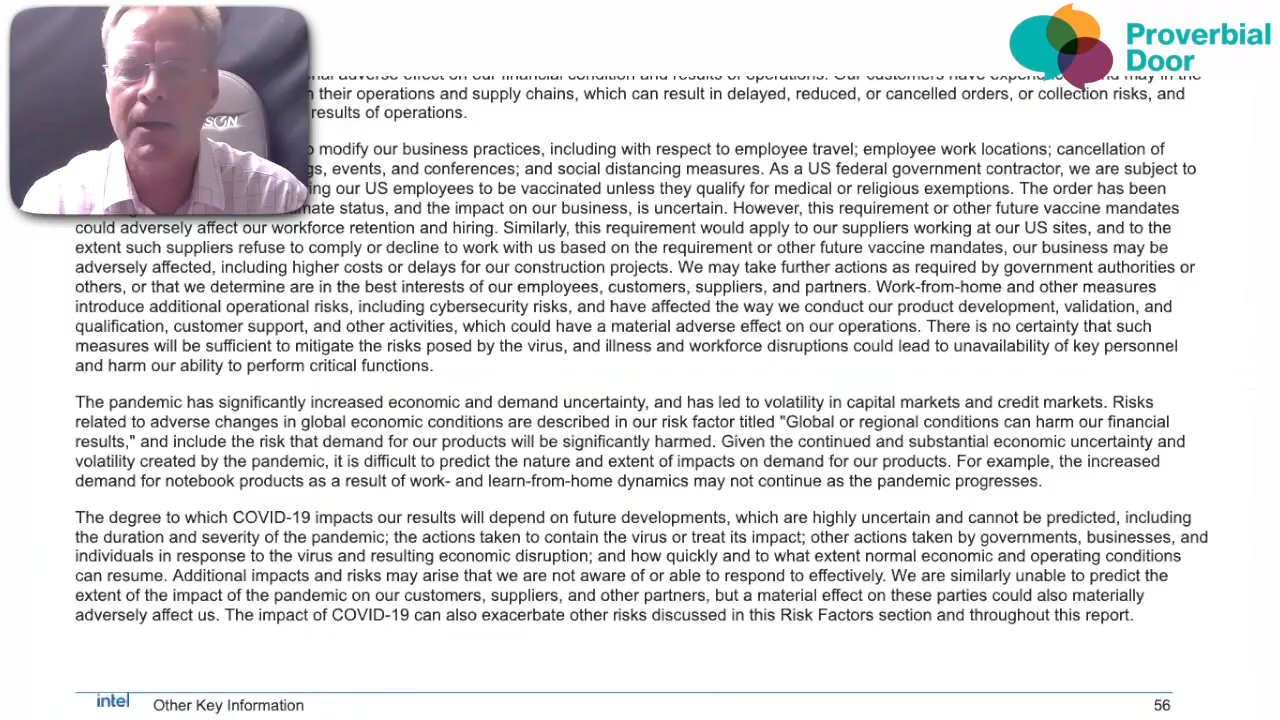 Proverbial
Door
adverse effect on our financial condition and results of operations. Our customers have and may in the
their operations and supply chains, which can result in delayed, reduced, or cancelled orders, or collection risks, and
results of operations.
modify our business practices, including with respect to employee travel; employee work locations; cancellation of
events, and conferences; and social distancing measures. As a US federal government contractor, we are subject to
our US employees to be vaccinated unless they qualify for medical or religious exemptions. The order has been
status, and the impact on our business, is uncertain. However, this requirement or other future vaccine mandates
could adversely affect our workforce retention and hiring. Similarly, this requirement would apply to our suppliers working at our US sites, and to the
extent such suppliers refuse to comply or decline to work with us based on the requirement or other future vaccine mandates, our business may be
adversely affected, including higher costs or delays for our construction projects. We may take further actions as required by government authorities or
others, or that we determine are in the best interests of our employees, customers, suppliers, and partners. Work-from-home and other measures
introduce additional operational risks, including cybersecurity risks, and have affected the way we conduct our product development, validation, and
qualification, customer support, and other activities, which could have a material adverse effect on our operations. There is no certainty that such
measures will be sufficient to mitigate the risks posed by the virus, and illness and workforce disruptions could lead to unavailability of key personnel
and harm our ability to perform critical functions.
The pandemic has significantly increased economic and demand uncertainty, and has led to volatility in capital markets and credit markets. Risks
related to adverse changes in global economic conditions are described in our risk factor titled "Global or regional conditions can harm our financial
results," and include the risk that demand for our products will be significantly harmed. Given the continued and substantial economic uncertainty and
volatility created by the pandemic, it is difficult to predict the nature and extent of impacts on demand for our products. For example, the increased
demand for notebook products as a result of work- and learn-from-home dynamics may not continue as the pandemic progresses.
The degree to which COVID-19 impacts our results will depend on future developments, which are highly uncertain and cannot be predicted, including
the duration and severity of the pandemic; the actions taken to contain the virus or treat its impact; other actions taken by governments, businesses, and
individuals in response to the virus and resulting economic disruption; and how quickly and to what extent normal economic and operating conditions
can resume. Additional impacts and risks may arise that we are not aware of or able to respond to effectively. We are similarly unable to predict the
extent of the impact of the pandemic on our customers, suppliers, and other partners, but a material effect on these parties could also materially
adversely affect us. The impact of COVID-19 can also exacerbate other risks discussed in this Risk Factors section and throughout this report.
intel Other Key Information 56